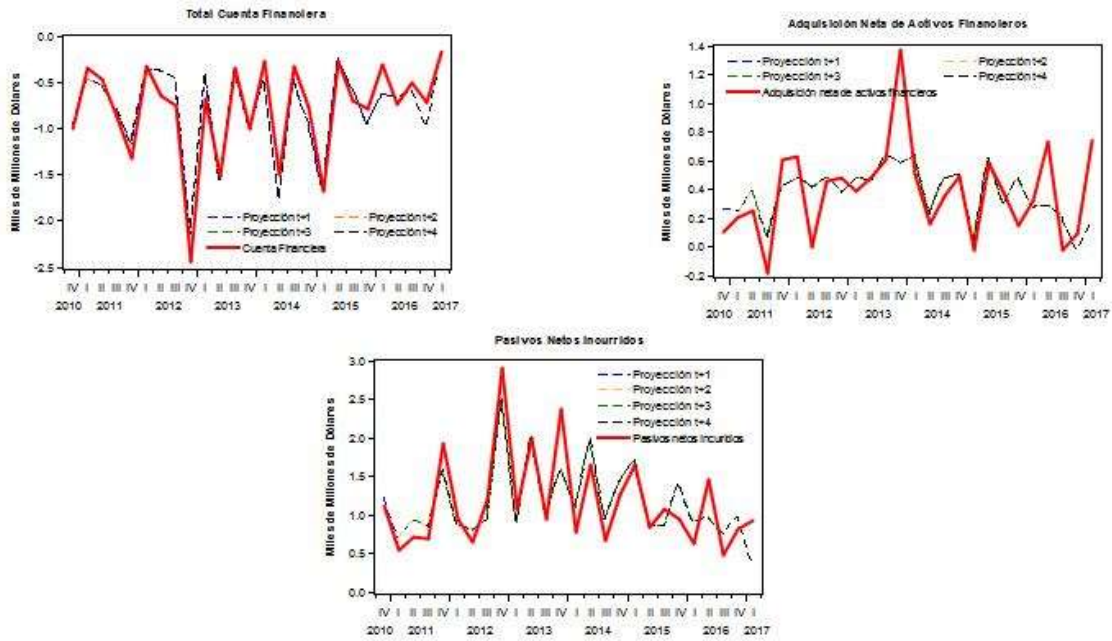 Total Cuenta Financiera
Miles de Millones de Dólares
0.0
-0.5
-1.0
-1.5
-2.0
-2.5
Proyección t+1 Proyección t+2
Proyección t+3 Proyección t+4
Cuenta Financiera
IV I II III IV I II III IV I II III IV I II III IV I II III IV I II III IV I
2010 2011 2012 2013 2014 2015 2016 2017
Adquisición Neta de Activos Financieros
Miles de Millones de Dólares
1.4
1.2
1.0
0.8
0.6
0.4
0.2
0.0
-0.2
Proyección t+1 Proyección t+2
Proyección t+3 Proyección t+4
Adquisición neta de activos financieros
IV I II III IV I II III IV I II III IV I II III IV I II III IV I II III IV I
2010 2011 2012 2013 2014 2015 2016 2017
Pasivos Netos Incurridos
Miles de Millones de Dólares
3.0
2.5
2.0
1.5
1.0
0.5
0.0
Proyección t+1
Proyección t+2
Proyección t+3
Proyección t+4
Pasivos netos incuridos
IV I II III IV I II III IV I II III IV I II III IV I II III IV I II III IV I
2010 2011 2012 2013 2014 2015 2016 2017